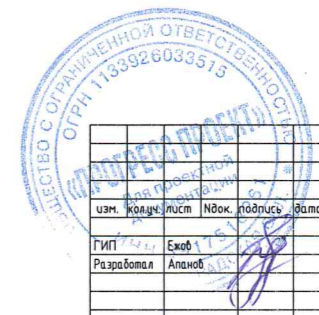 ОБЩЕСТВО С ОГРАНИЧЕННОЙ ОТВЕТСТВЕННОСТЬЮ
ОГРН 1133926033515
«ПРОГРЕСС ПРОЕКТ»
Для проектной
документации
изм. кол.уч. лист Nдок. подпись дата
ГИП Ежов
Разработал Апанов